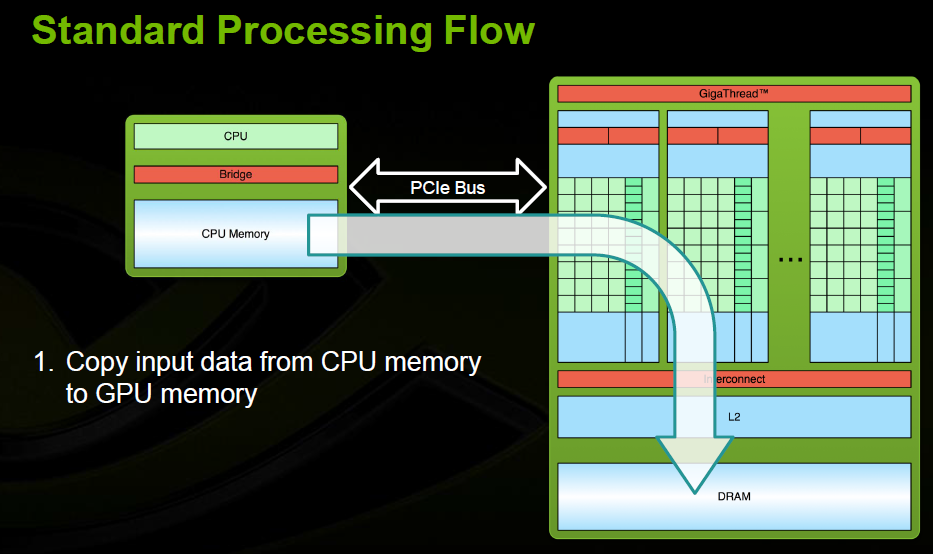 Standard Processing Flow
GigaThread™
CPU
Bridge
PCIe Bus
CPU Memory
...
1. Copy input data from CPU memory
to GPU memory
Interconnect
L2
DRAM